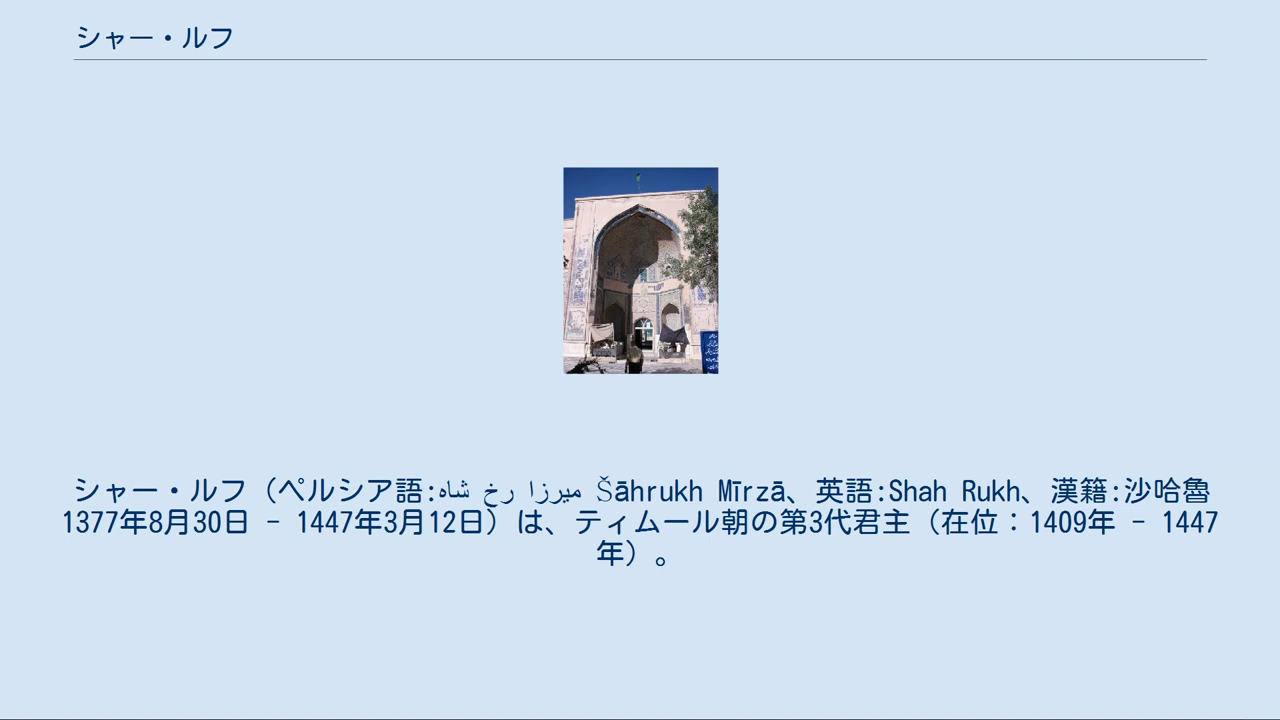 シャー・ルフ
シャー・ルフ（ペルシア語:شاه رخ میرزا Šāhrukh Mīrzā、英語:Shah Rukh、漢籍:沙哈魯
1377年8月30日 - 1447年3月12日）は、ティムール朝の第3代君主（在位：1409年 - 1447
年）。